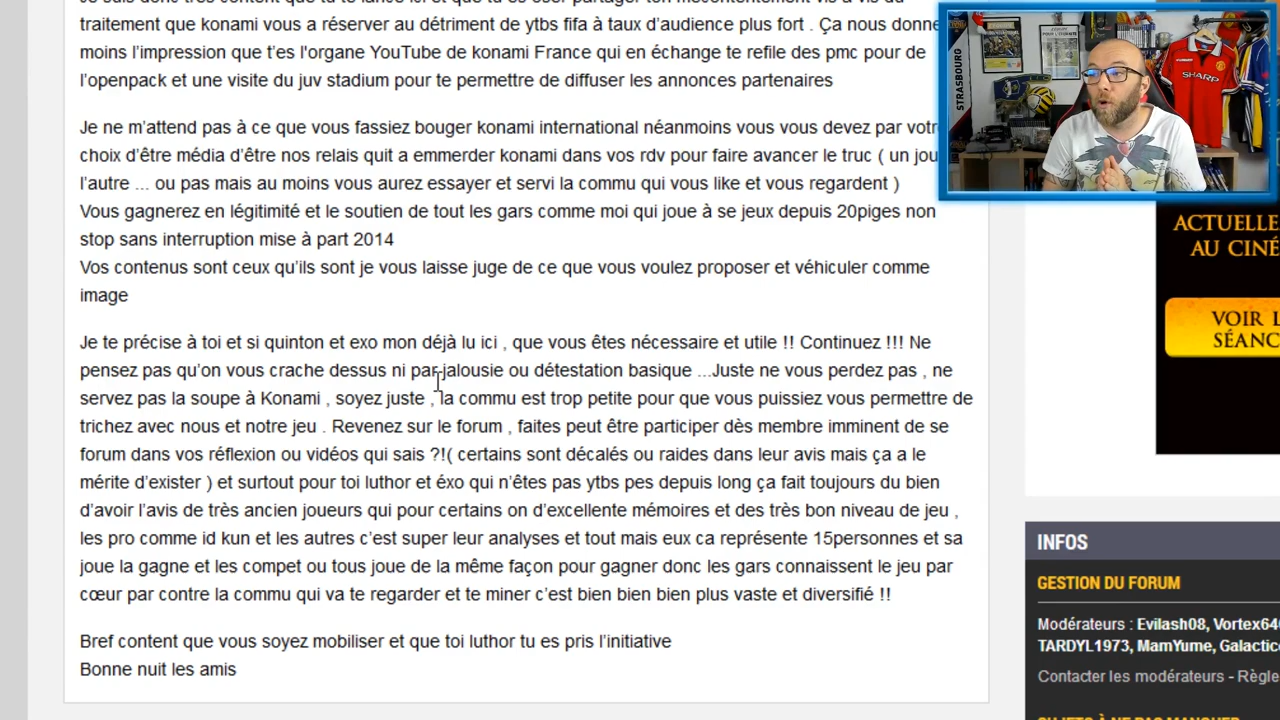 traitement que konami vous a réserver au détriment de ytbs fifa à taux d'audience plus fort . Ça nous donne
moins l'impression que t'es l'organe YouTube de konami France qui en échange te refile des pmc pour de
l'openpack et une visite du juv stadium pour te permettre de diffuser les annonces partenaires
Je ne m'attend pas à ce que vous fassiez bouger konami international néanmoins vous vous devez par
choix d'être média d'être nos relais quit a emmerder konami dans vos rdv pour faire avancer le truc ( un
l'autre ... ou pas mais au moins vous aurez essayer et servi la commu qui vous like et vous regardent )
Vous gagnerez en légitimité et le soutien de tout les gars comme moi qui joue à se jeux depuis 20piges non
stop sans interruption mise à part 2014
Vos contenus sont ceux qu'ils sont je vous laisse juge de ce que vous voulez proposer et véhiculer comme
image
Je te précise à toi et si quinton et exo mon déjà lu ici , que vous êtes nécessaire et utile !! Continuez !!! Ne
pensez pas qu'on vous crache dessus ni par jalousie ou détestation basique ...Juste ne vous perdez pas , ne
servez pas la soupe à Konami , soyez juste , la commu est trop petite pour que vous puissiez vous permettre de
trichez avec nous et notre jeu . Revenez sur le forum , faites peut être participer dès membre imminent de se
forum dans vos réflexion ou vidéos qui sais ?!( certains sont décalés ou raides dans leur avis mais ça a le
mérite d'exister ) et surtout pour toi luthor et éxo qui n'êtes pas ytbs pes depuis long ça fait toujours du bien
d'avoir l'avis de très ancien joueurs qui pour certains on d'excellente mémoires et des très bon niveau de jeu ,
les pro comme id kun et les autres c'est super leur analyses et tout mais eux ca représente 15personnes et sa
joue la gagne et les compet ou tous joue de la même façon pour gagner donc les gars connaissent le jeu par
cœur par contre la commu qui va te regarder et te miner c'est bien bien bien plus vaste et diversifié !!
Bref content que vous soyez mobiliser et que toi luthor tu es pris l'initiative
Bonne nuit les amis
STRASBOURG
SHARP
ACTUELLE
AU CINÉ
VOIR L
SÉANC
INFOS
GESTION DU FORUM
Modérateurs : Evilash08, Vortex64
TARDYL1973, MamYume, Galactic
Contacter les modérateurs - Règle